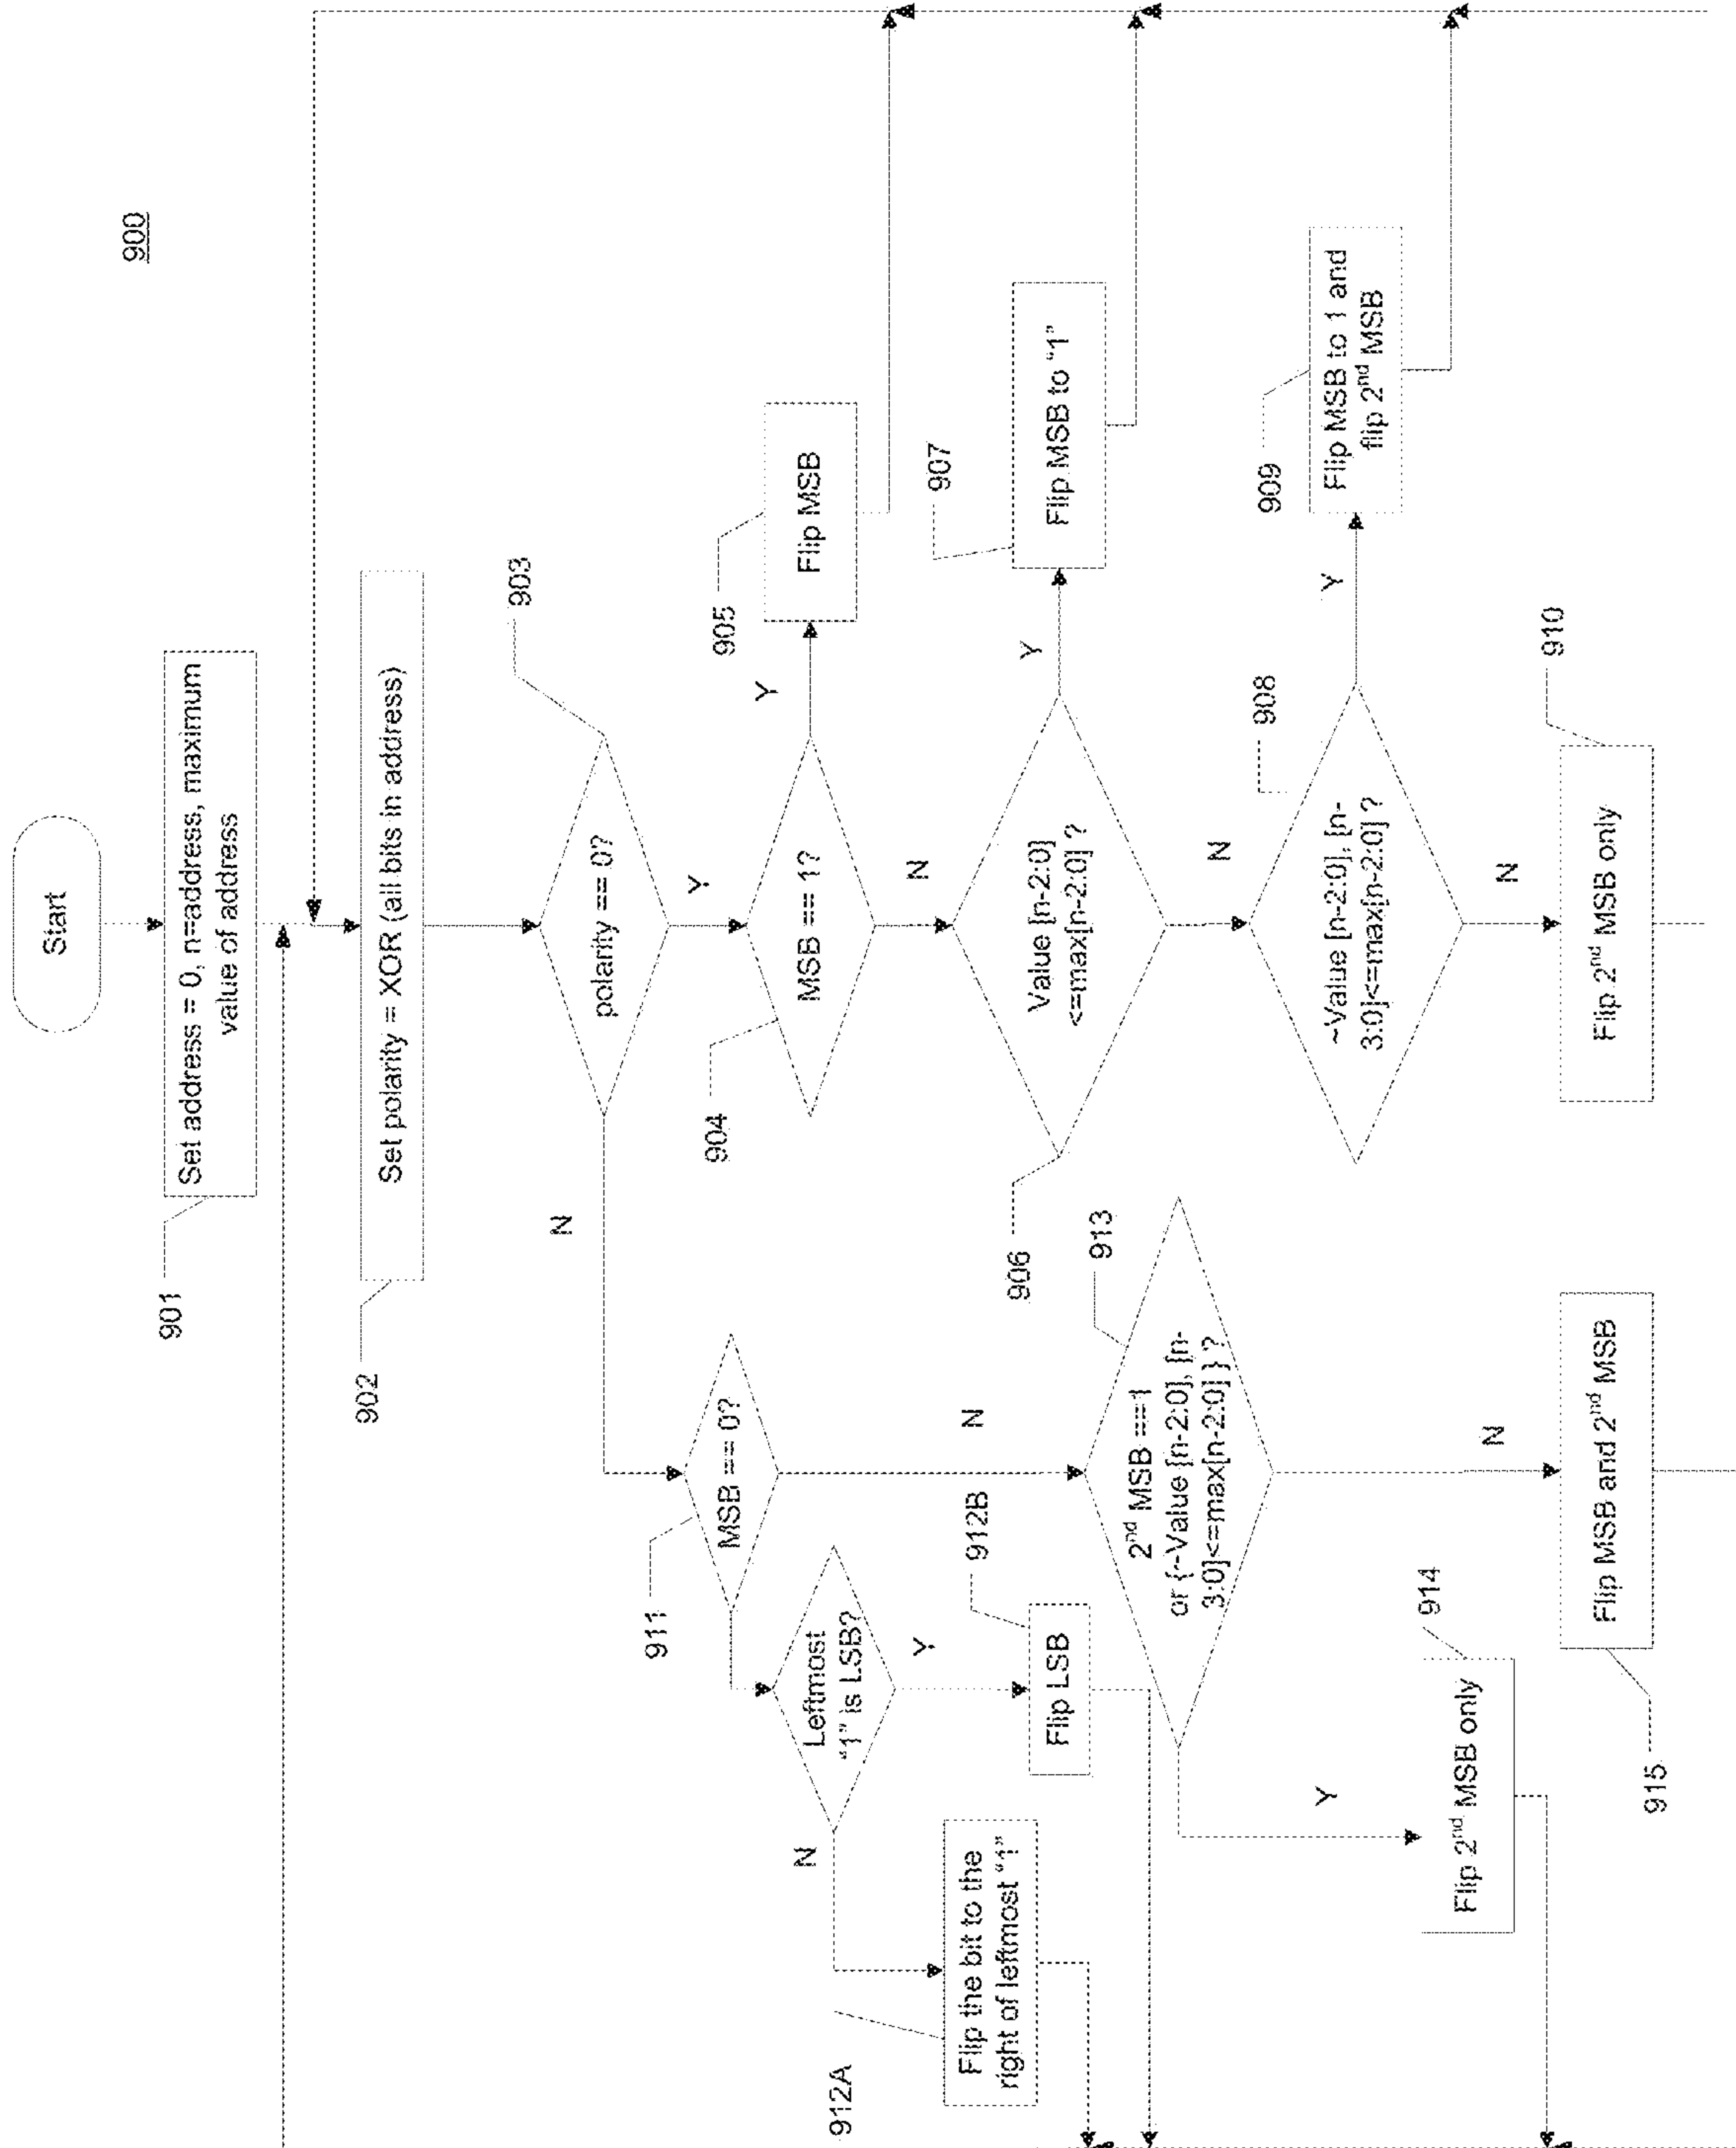 900
Start
901
Set address = 0, n=address, maximum
value of address
902
Set polarity = XOR (all bits in address)
903
polarity == 0?
N
Y
904
MSB == 1?
Y
905
Flip MSB
N
906
Value [n-2:0]
<=max[n-2:0] ?
Y
907
Flip MSB to "1"
N
908
~Value [n-2:0], [n-
3:0]<=max[n-2:0] ?
Y
909
Flip MSB to 1 and
flip 2nd MSB
N
910
Flip 2nd MSB only
911
MSB == 0?
N
Leftmost
"1" is LSB?
N
Y
912A
Flip the bit to the
right of leftmost "1"
912B
Flip LSB
913
2nd MSB ==1
or {~Value [n-2:0], [n-
3:0]<=max[n-2:0] } ?
Y
N
914
Flip 2nd MSB only
915
Flip MSB and 2nd MSB